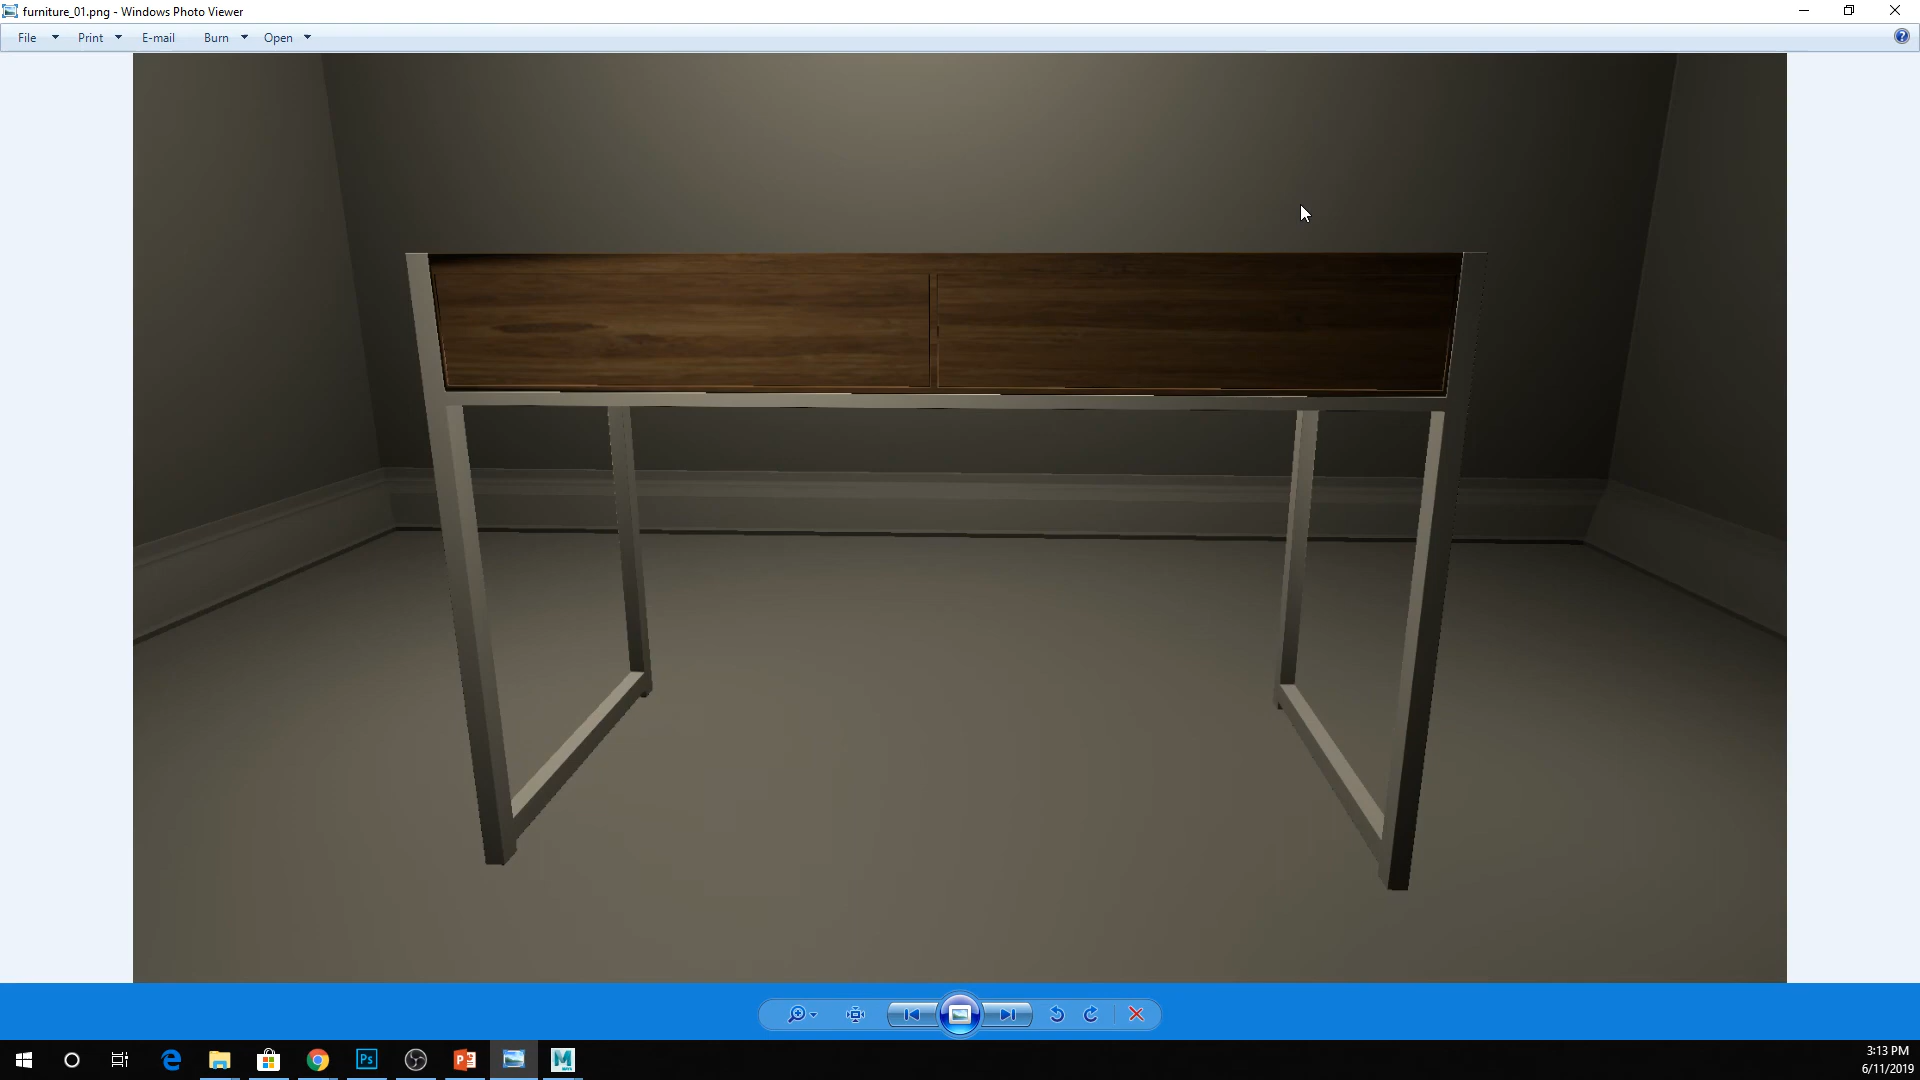 furniture_01.png - Windows Photo Viewer
File Print E-mail Burn Open
?
Ps
P
M
3:13 PM
6/11/2019